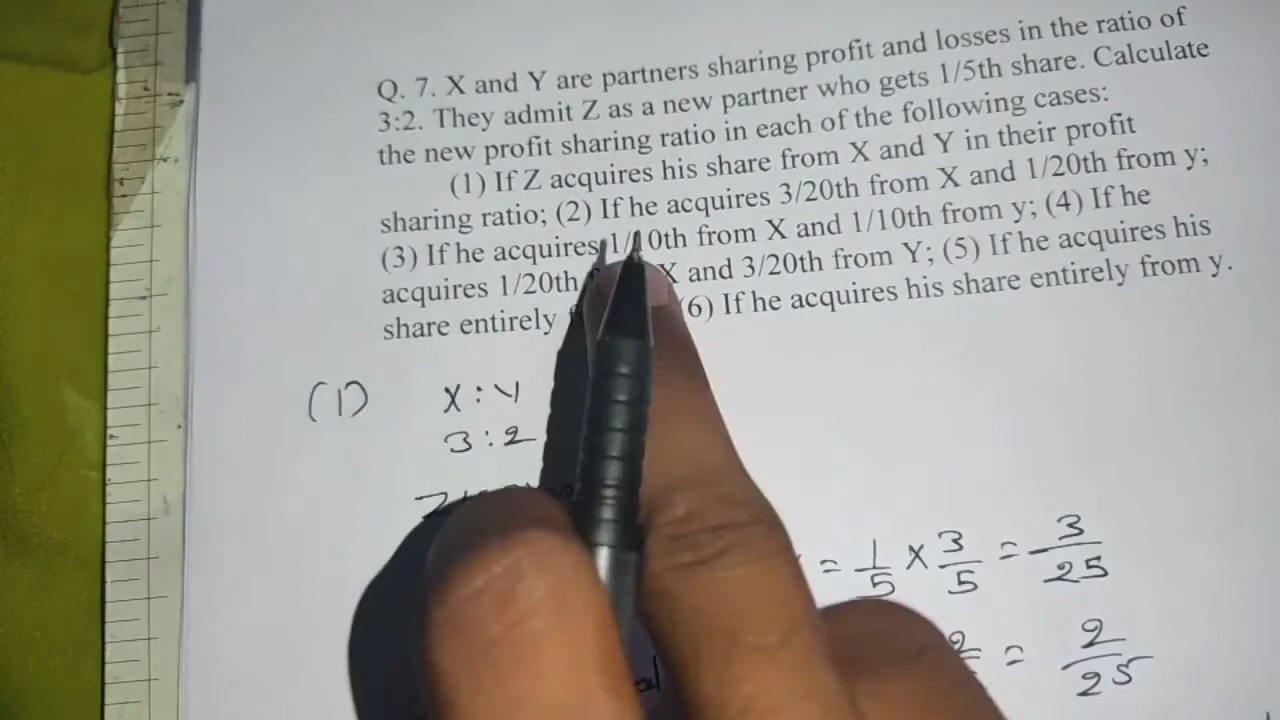 Q. 7. X and Y are partners sharing profit and losses in the ratio of
3:2. They admit Z as a new partner who gets 1/5th share. Calculate
the new profit sharing ratio in each of the following cases:
(1) If Z acquires his share from X and Y in their profit
sharing ratio; (2) If he acquires 3/20th from X and 1/20th from y;
(3) If he acquires 1/10th from X and 1/10th from y; (4) If he
acquires 1/20th X and 3/20th from Y; (5) If he acquires his
share entirely (6) If he acquires his share entirely from y.
(1) X : Y
3 : 2
= 1/5 × 3/5 = 3/25
= 2/25